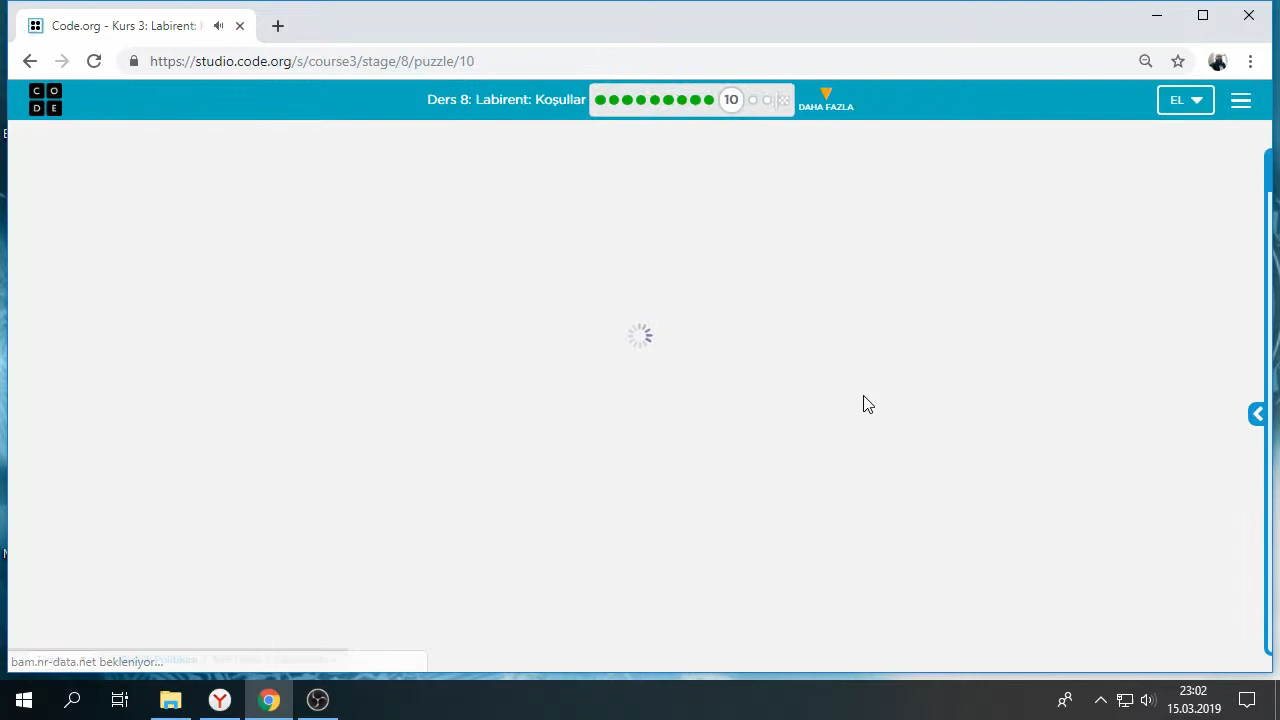 Code.org - Kurs 3: Labirent:
https://studio.code.org/s/course3/stage/8/puzzle/10
C O
D E
Ders 8: Labirent: Koşullar
10
DAHA FAZLA
EL
bam.nr-data.net bekleniyor...
23:02
15.03.2019